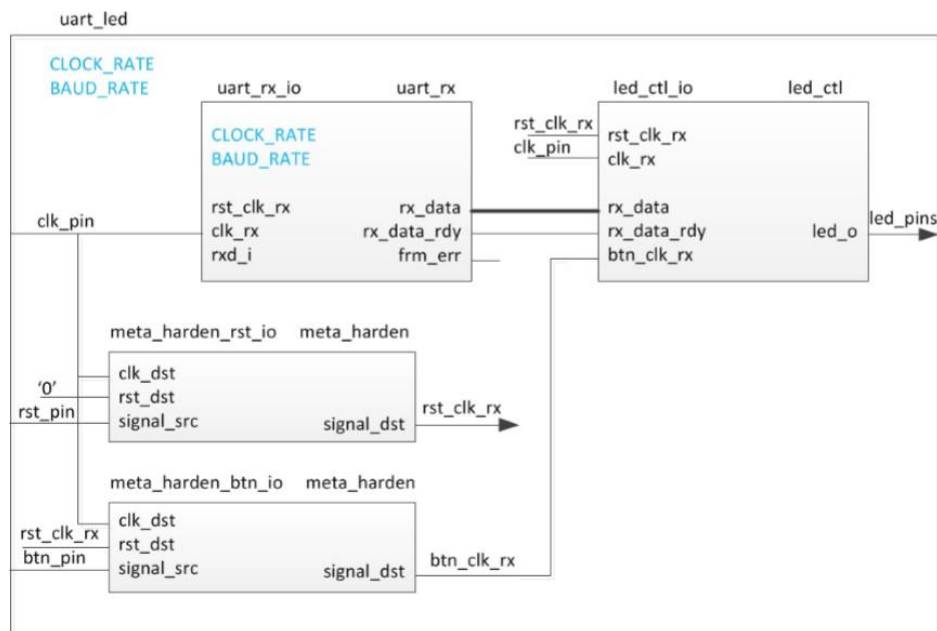 uart_led
CLOCK_RATE
BAUD_RATE
uart_rx_io uart_rx
CLOCK_RATE
BAUD_RATE
rst_clk_rx
clk_rx
rxd_i
rx_data
rx_data_rdy
frm_err
led_ctl_io led_ctl
rst_clk_rx
clk_pin
rst_clk_rx
clk_rx
rx_data
rx_data_rdy
btn_clk_rx
led_o
led_pins
clk_pin
meta_harden_rst_io meta_harden
'0'
rst_pin
clk_dst
rst_dst
signal_src
signal_dst
rst_clk_rx
meta_harden_btn_io meta_harden
rst_clk_rx
btn_pin
clk_dst
rst_dst
signal_src
signal_dst
btn_clk_rx